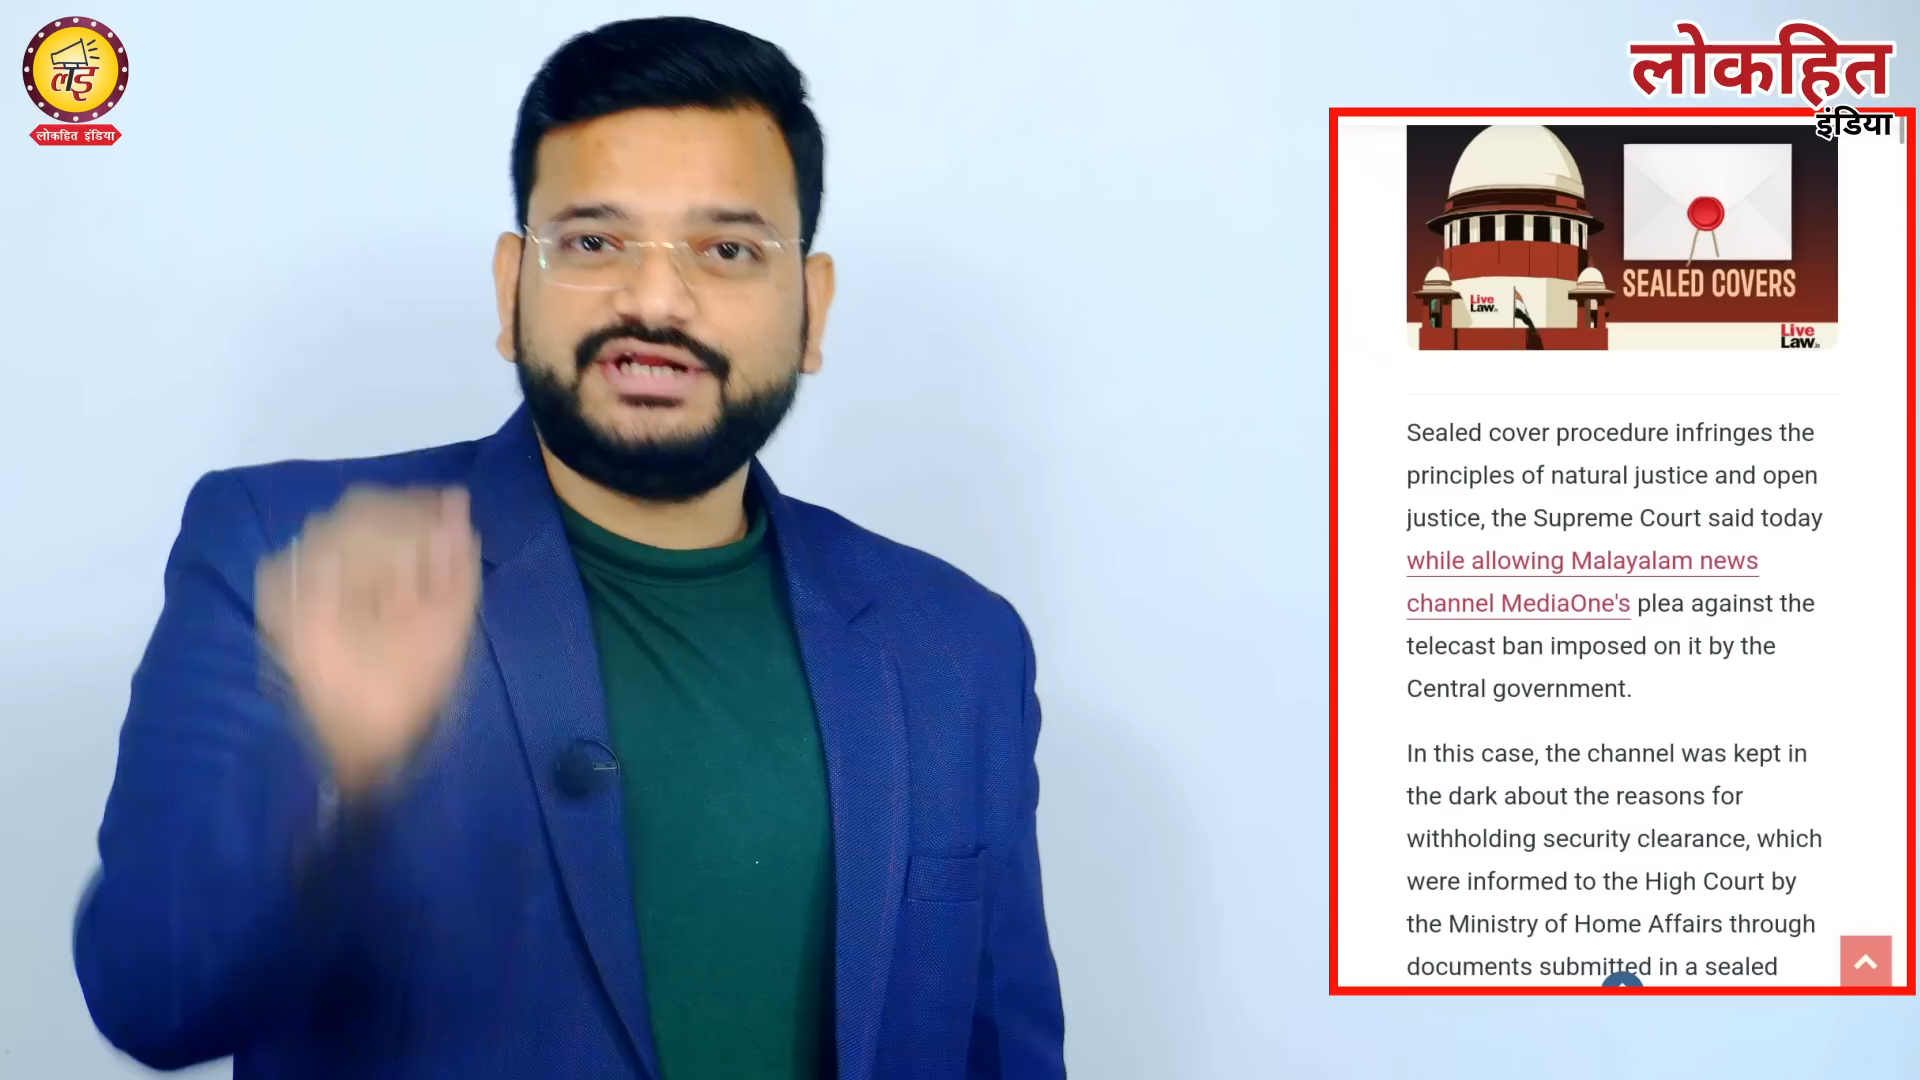 लइ
लोकहित इंडिया
लोकहित
इंडिया
SEALED COVERS
Live
Law.in
Live
Law.in
Sealed cover procedure infringes the
principles of natural justice and open
justice, the Supreme Court said today
while allowing Malayalam news
channel MediaOne's plea against the
telecast ban imposed on it by the
Central government.
In this case, the channel was kept in
the dark about the reasons for
withholding security clearance, which
were informed to the High Court by
the Ministry of Home Affairs through
documents submitted in a sealed